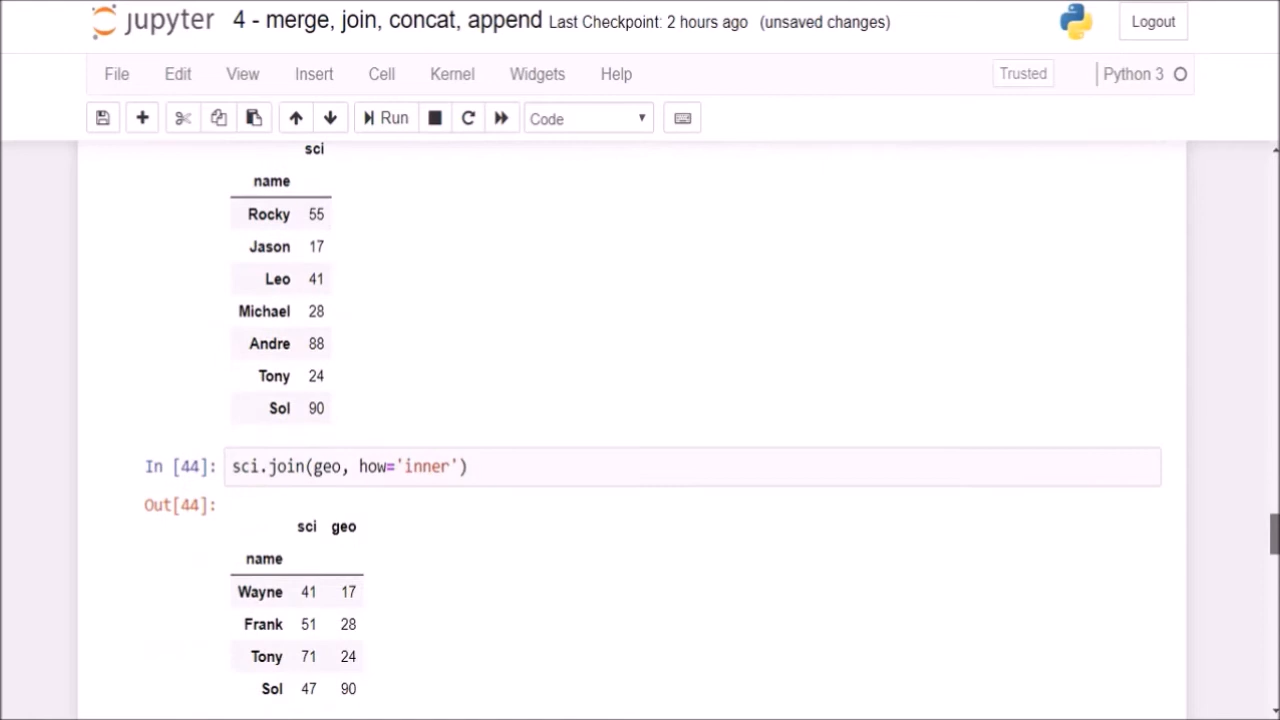 jupyter 4 - merge, join, concat, append Last Checkpoint: 2 hours ago (unsaved changes) Logout
File Edit View Insert Cell Kernel Widgets Help Trusted Python 3
Run Code
sci
name
Rocky 55
Jason 17
Leo 41
Michael 28
Andre 88
Tony 24
Sol 90
In [44]: sci.join(geo, how='inner')
Out[44]:
sci geo
name
Wayne 41 17
Frank 51 28
Tony 71 24
Sol 47 90